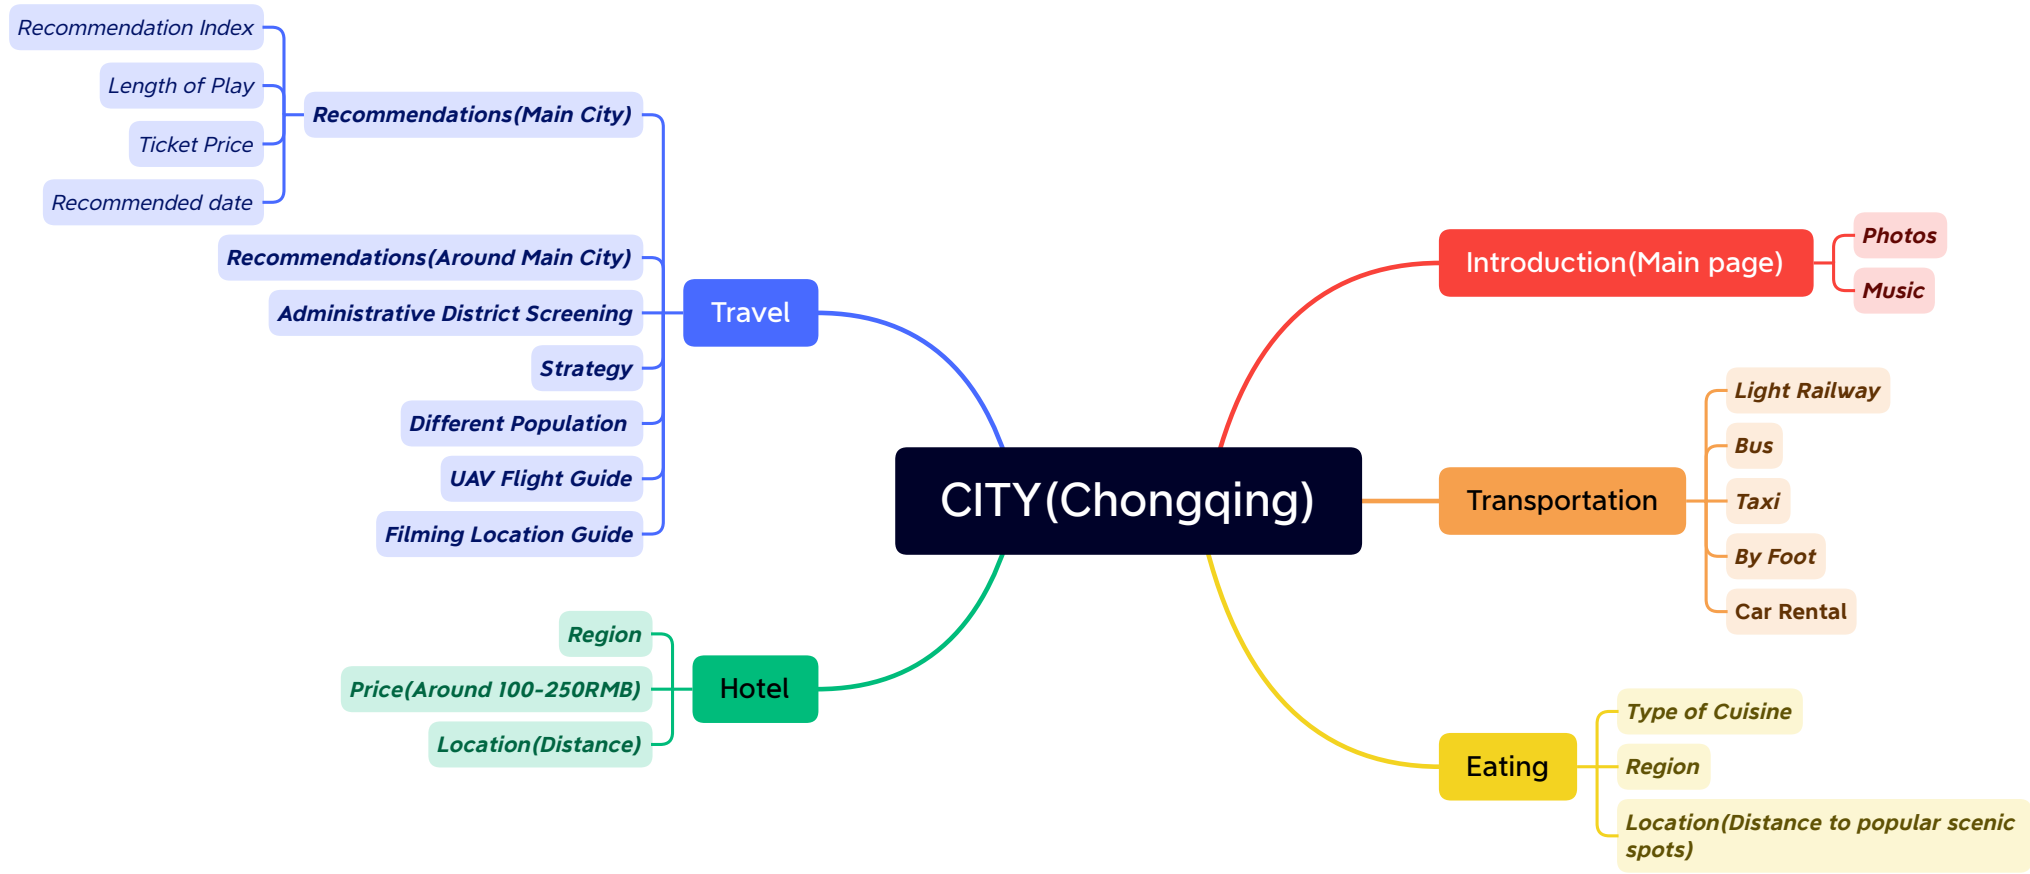 Recommendation Index
Length of Play
Ticket Price
Recommended date
Recommendations(Main City)
Recommendations(Around Main City)
Administrative District Screening
Strategy
Different Population
UAV Flight Guide
Filming Location Guide
Travel
Region
Price(Around 100-250RMB)
Location(Distance)
Hotel
CITY(Chongqing)
Introduction(Main page)
Photos
Music
Transportation
Light Railway
Bus
Taxi
By Foot
Car Rental
Eating
Type of Cuisine
Region
Location(Distance to popular scenic
spots)